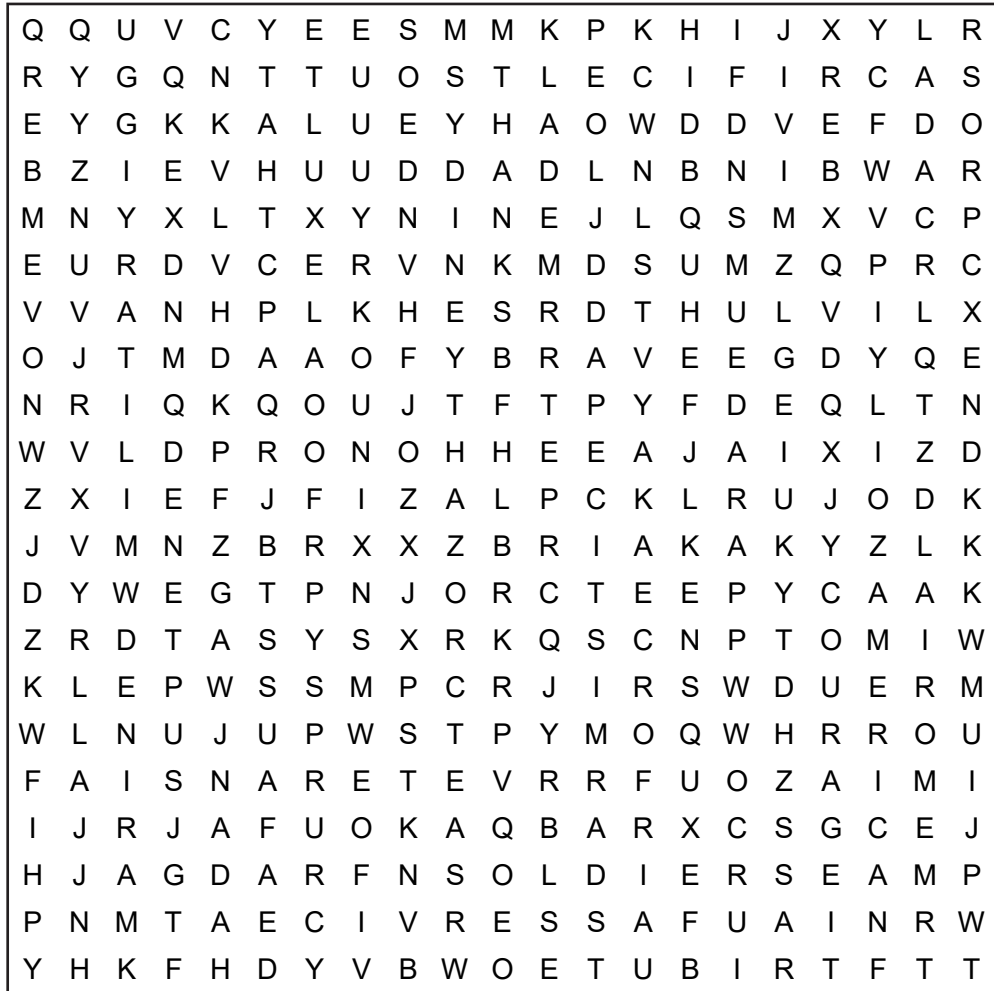 Q Q U V C Y E E S M M K P K H I J X Y L R
R Y G Q N T T U O S T L E C I F I R C A S
E Y G K K A L U E Y H A O W D D V E F D O
B Z I E V H U U D D A D L N B N I B W A R
M N Y X L T X Y N I N E J L Q S M X V C P
E U R D V C E R V N K M D S U M Z Q P R C
V V A N H P L K H E S R D T H U L V I L X
O J T M D A A O F Y B R A V E E G D Y Q E
N R I Q K Q O U J T F T P Y F D E Q L T N
W V L D P R O N O H H E E A J A I X I Z D
Z X I E F J F I Z A L P C K L R U J O D K
J V M N Z B R X X Z B R I A K A K Y Z L K
D Y W E G T P N J O R C T E E P Y C A A K
Z R D T A S Y S X R K Q S C N P T O M I W
K L E P W S S M P C R J I R S W D U E R M
W L N U J U P W S T P Y M O Q W H R R O U
F A I S N A R E T E V R R F U O Z A I M I
I J R J A F U O K A Q B A R X C S G C E J
H J A G D A R F N S O L D I E R S E A M P
P N M T A E C I V R E S S A F U A I N R W
Y H K F H D Y V B W O E T U B I R T F T T